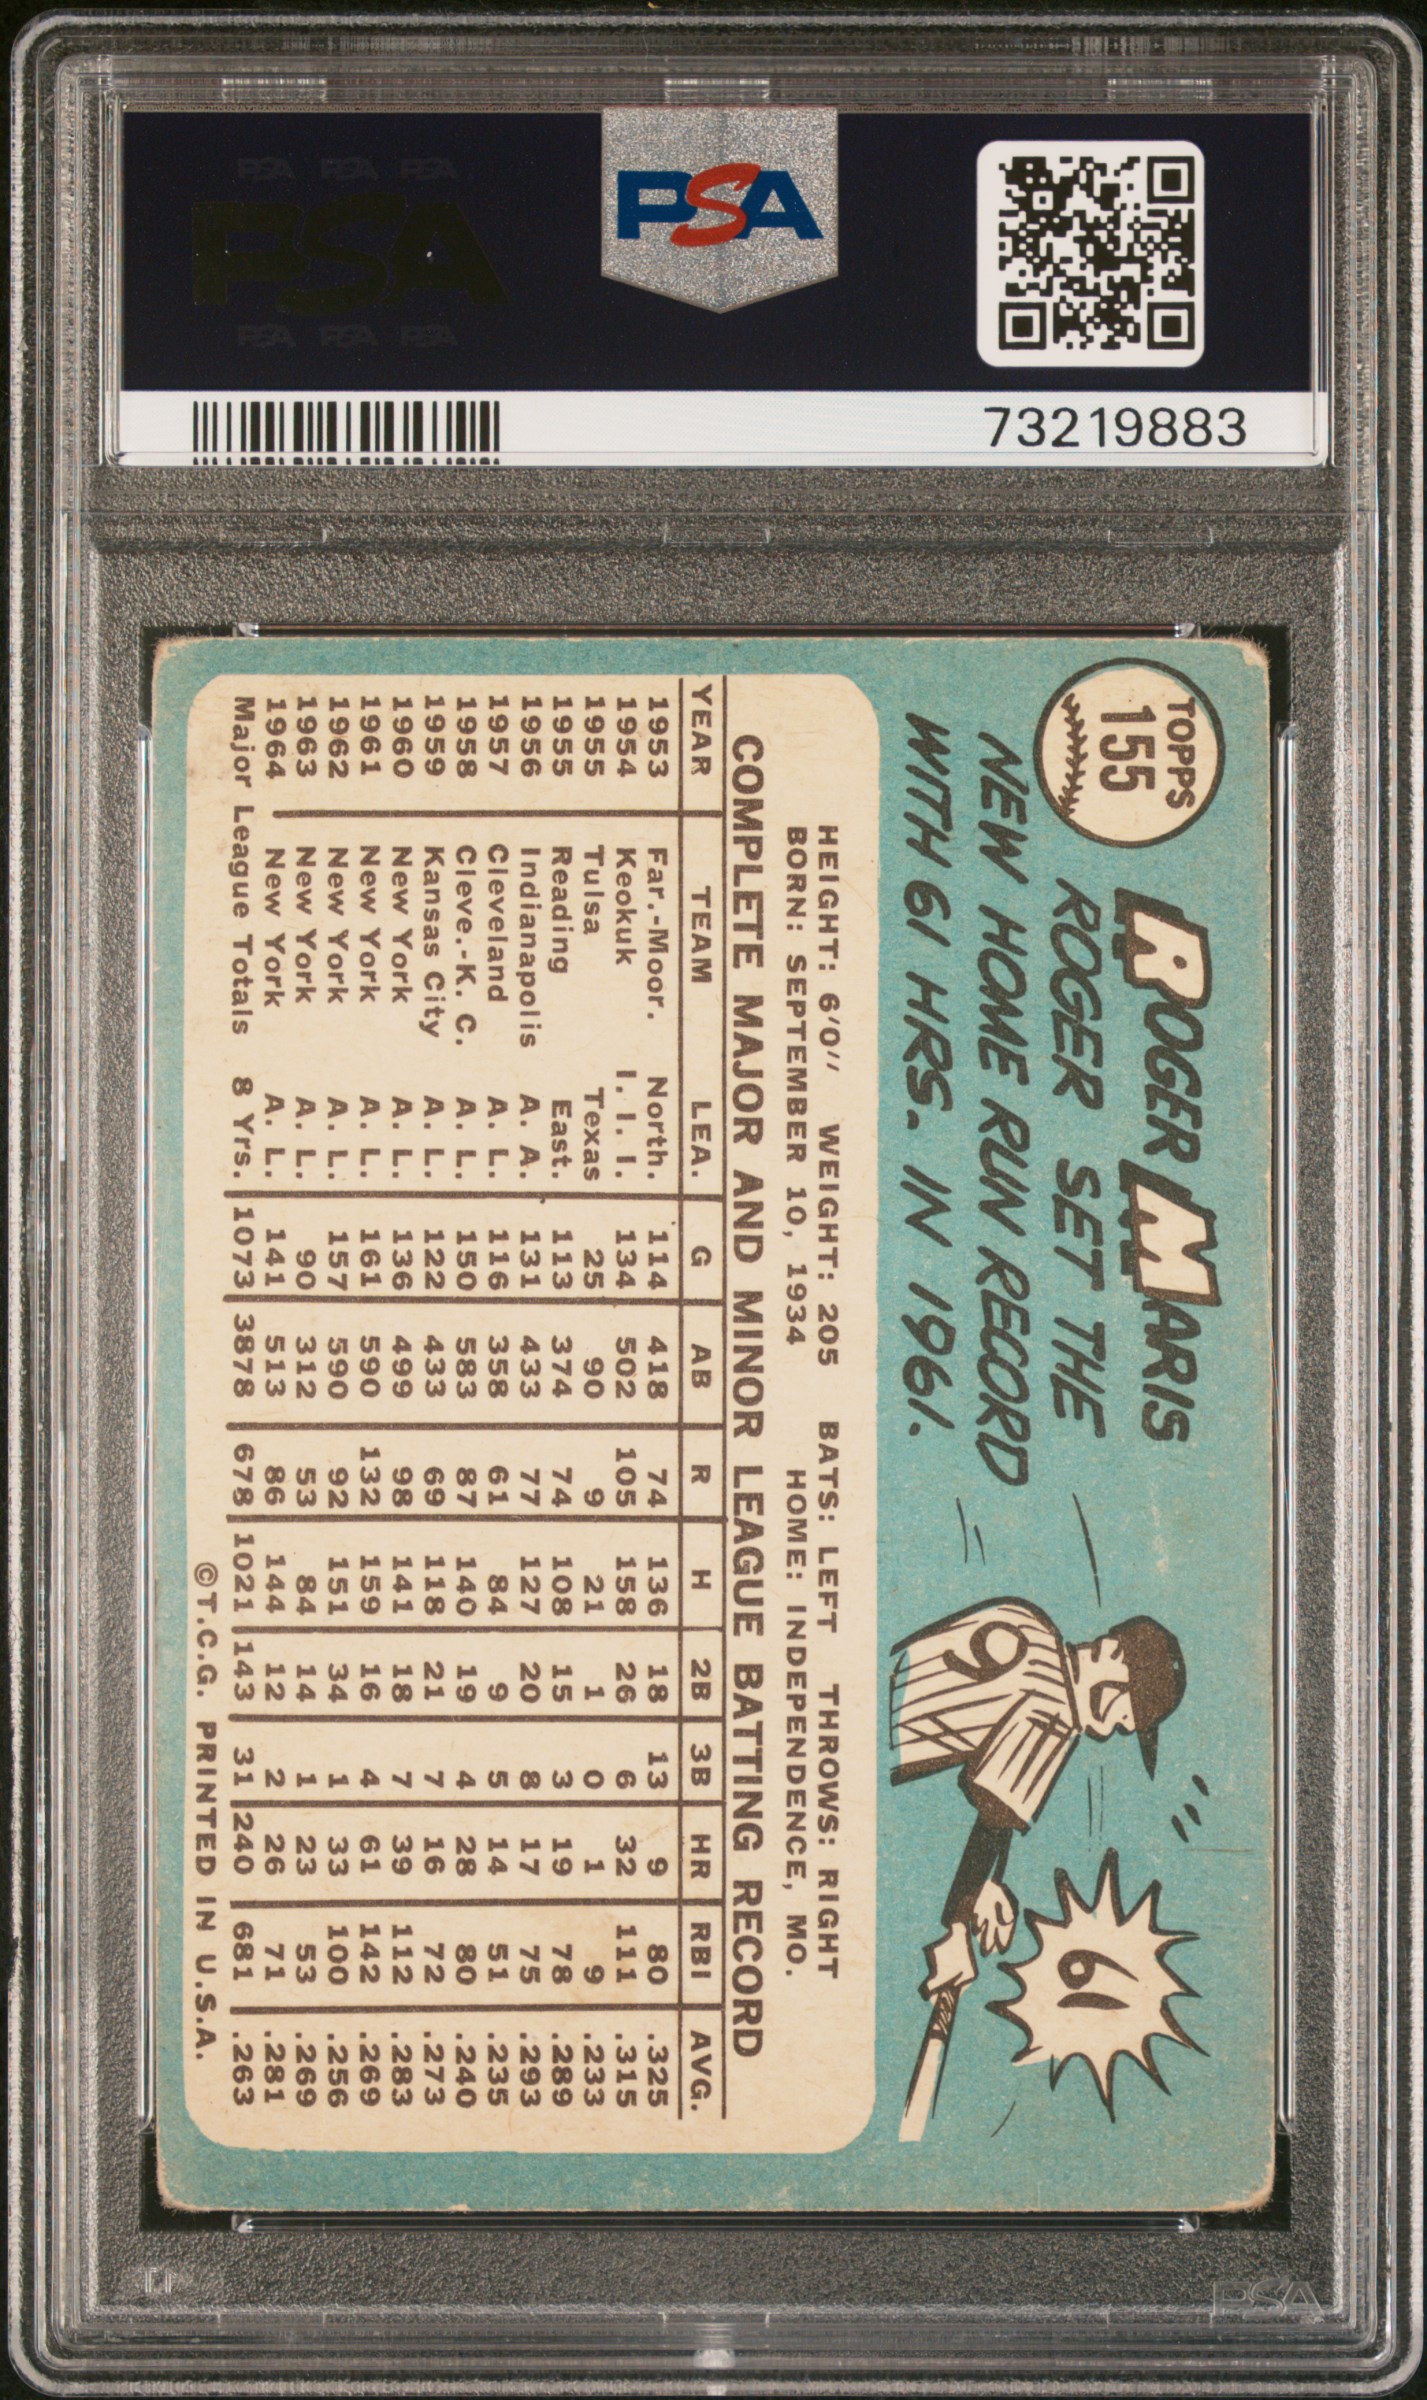 PSA PSA PSA
PSA
PSA PSA PSA
PSA
73219883
TOPPS
155
ROGER MARIS
ROGER SET THE
NEW HOME RUN RECORD
WITH 61 HRS. IN 1961.
9
61
HEIGHT: 6'0'' WEIGHT: 205 BATS: LEFT THROWS: RIGHT
BORN: SEPTEMBER 10, 1934 HOME: INDEPENDENCE, MO.
COMPLETE MAJOR AND MINOR LEAGUE BATTING RECORD
YEAR TEAM LEA. G AB R H 2B 3B HR RBI AVG.
1953 Far.-Moor. North. 114 418 74 136 18 13 9 80 .325
1954 Keokuk I. I. I. 134 502 105 158 26 6 32 111 .315
1955 Tulsa Texas 25 90 9 21 1 0 1 9 .233
1955 Reading East. 113 374 74 108 15 3 19 78 .289
1956 Indianapolis A. A. 131 433 77 127 20 8 17 75 .293
1957 Cleveland A. L. 116 358 61 84 9 5 14 51 .235
1958 Cleve.-K. C. A. L. 150 583 87 140 19 4 28 80 .240
1959 Kansas City A. L. 122 433 69 118 21 7 16 72 .273
1960 New York A. L. 136 499 98 141 18 7 39 112 .283
1961 New York A. L. 161 590 132 159 16 4 61 142 .269
1962 New York A. L. 157 590 92 151 34 1 33 100 .256
1963 New York A. L. 90 312 53 84 14 1 23 53 .269
1964 New York A. L. 141 513 86 144 12 2 26 71 .281
Major League Totals 8 Yrs. 1073 3878 678 1021 143 31 240 681 .263
©T.C.G. PRINTED IN U.S.A.
PSA